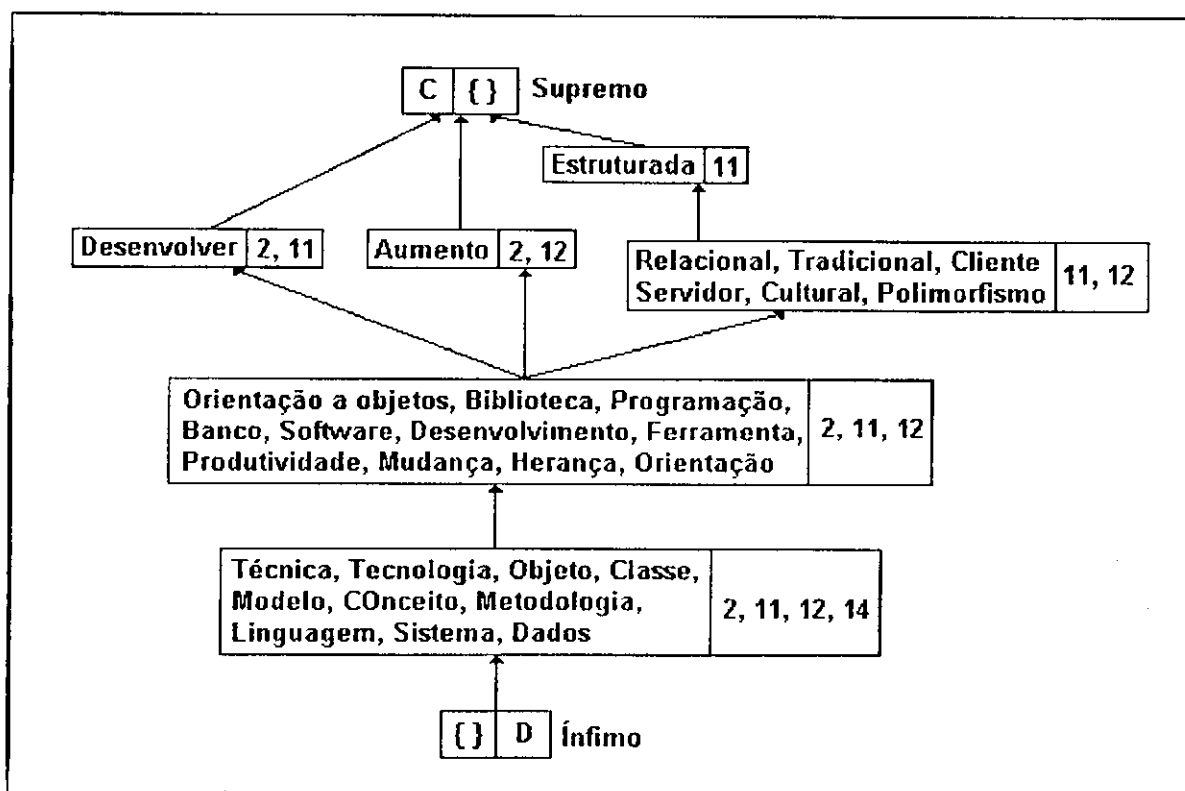 C { } Supremo
Estruturada 11
Desenvolver 2, 11
Aumento 2, 12
Relacional, Tradicional, Cliente
Servidor, Cultural, Polimorfismo
11, 12
Orientação a objetos, Biblioteca, Programação,
Banco, Software, Desenvolvimento, Ferramenta,
Produtividade, Mudança, Herança, Orientação
2, 11, 12
Técnica, Tecnologia, Objeto, Classe,
Modelo, COnceito, Metodologia,
Linguagem, Sistema, Dados
2, 11, 12, 14
{ } D Ínfimo